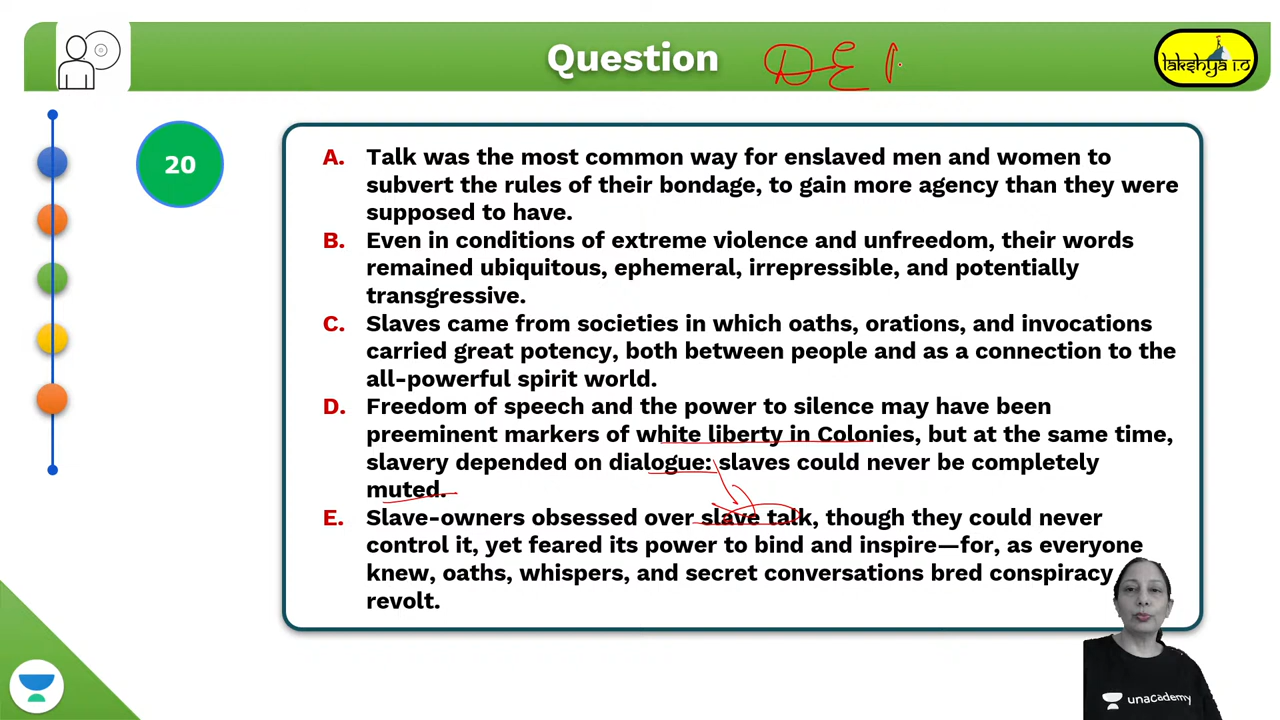 Question DE
लakshya 1.0
20
A. Talk was the most common way for enslaved men and women to
subvert the rules of their bondage, to gain more agency than they were
supposed to have.
B. Even in conditions of extreme violence and unfreedom, their words
remained ubiquitous, ephemeral, irrepressible, and potentially
transgressive.
C. Slaves came from societies in which oaths, orations, and invocations
carried great potency, both between people and as a connection to the
all-powerful spirit world.
D. Freedom of speech and the power to silence may have been
preeminent markers of white liberty in Colonies, but at the same time,
slavery depended on dialogue: slaves could never be completely
muted.
E. Slave-owners obsessed over slave talk, though they could never
control it, yet feared its power to bind and inspire—for, as everyone
knew, oaths, whispers, and secret conversations bred conspiracy
revolt.
unacademy